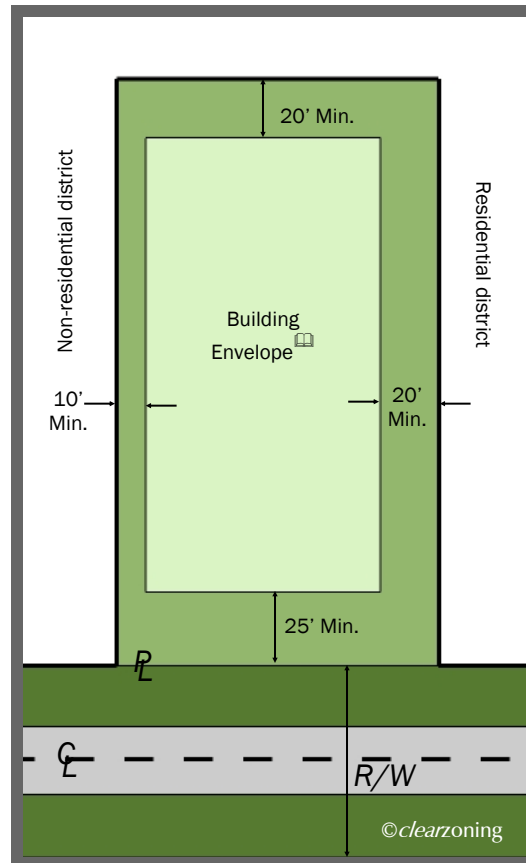 20’ Min.
Non-residential district
Residential district
Building
Envelope
10’
Min.
20’
Min.
25’ Min.
PL
CL
R/W
©clearzoning